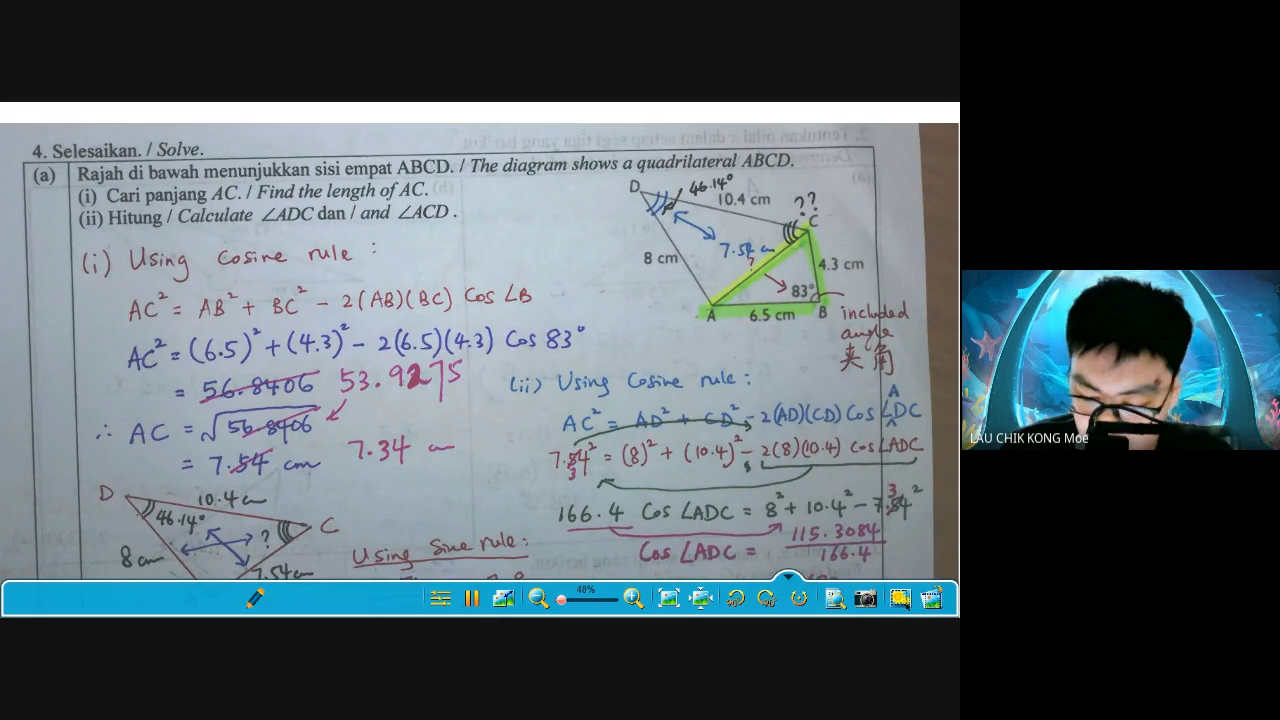 4. Selesaikan. / Solve.
(a) Rajah di bawah menunjukkan sisi empat ABCD. / The diagram shows a quadrilateral ABCD.
(i) Cari panjang AC. / Find the length of AC.
(ii) Hitung / Calculate ∠ADC dan / and ∠ACD .
D 46.14° 10.4 cm ??
C
7.54 cm
?
8 cm
4.3 cm
83°
A 6.5 cm B
included
angle
夹角
(i) Using cosine rule :
AC² = AB² + BC² - 2(AB)(BC) Cos ∠B
AC² = (6.5)² + (4.3)² - 2(6.5)(4.3) Cos 83°
= 56.8406 53.9275
∴ AC = √56.8406
= 7.54 cm 7.34 cm
(ii) Using Cosine rule :
AC² = AD² + CD² - 2(AD)(CD) Cos ∠ADC
7.34² = (8)² + (10.4)² - 2(8)(10.4) Cos ∠ADC
166.4 Cos ∠ADC = 8² + 10.4² - 7.34²
Cos ∠ADC = 115.3084
166.4
D 10.4 cm
46.14° ? C
8 cm
7.54 cm
Using Sine rule :
48%
LAU CHIK KONG Moe